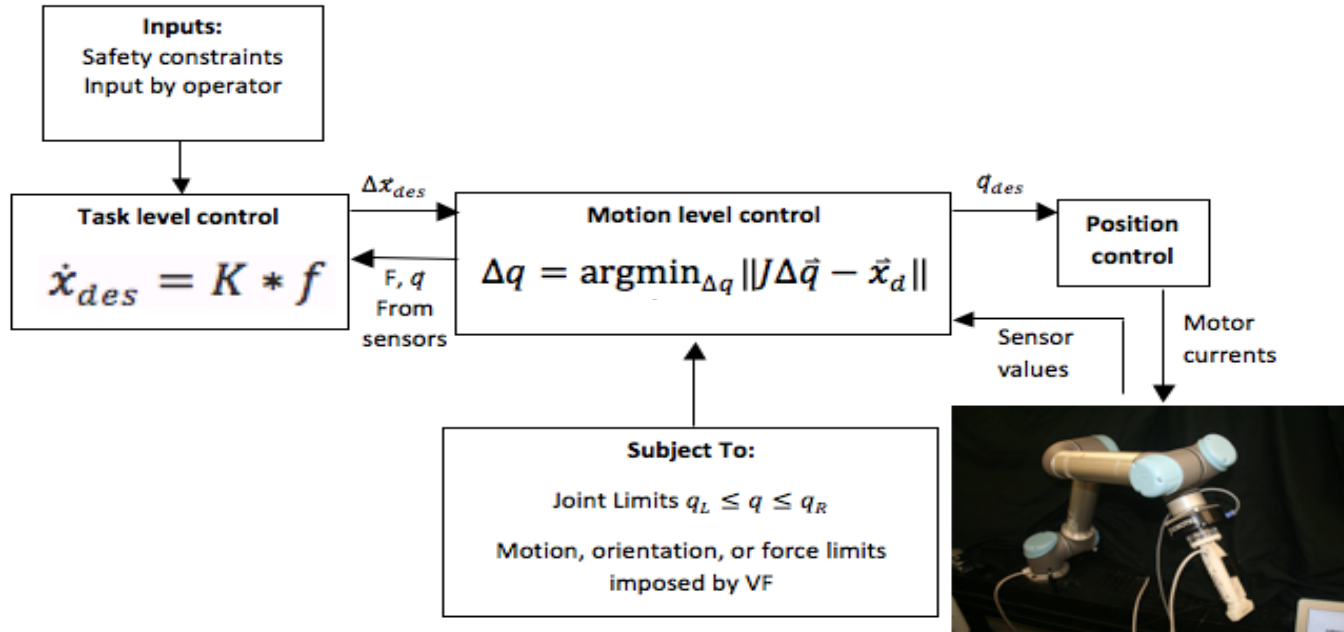 Inputs:
Safety constraints
Input by operator
Δẋ_des
q̇_des
Task level control
ẋ_des = K * f
F, q̇
From
sensors
Motion level control
Δq = argmin_Δq ||JΔq⃗ − x⃗_d||
Position
control
Sensor
values
Motor
currents
Subject To:
Joint Limits q_L ≤ q ≤ q_R
Motion, orientation, or force limits
imposed by VF